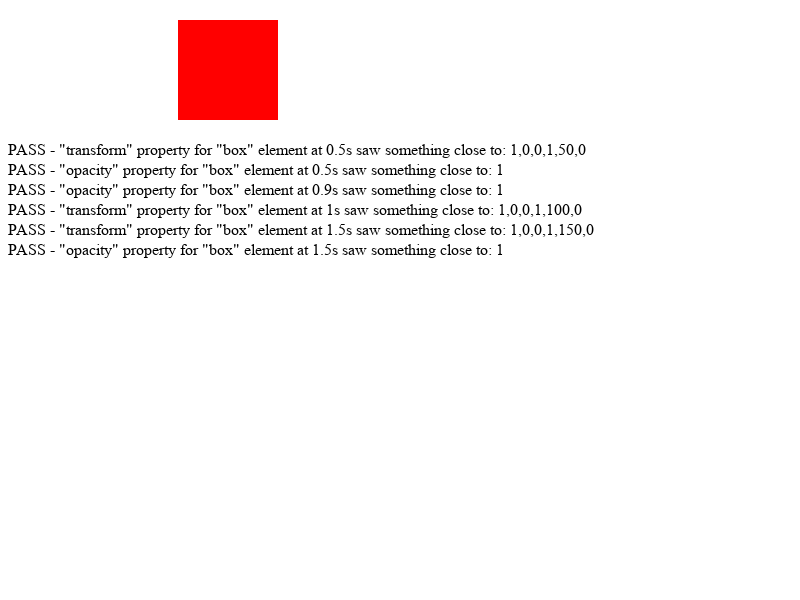 PASS - "transform" property for "box" element at 0.5s saw something close to: 1,0,0,1,50,0
PASS - "opacity" property for "box" element at 0.5s saw something close to: 1
PASS - "opacity" property for "box" element at 0.9s saw something close to: 1
PASS - "transform" property for "box" element at 1s saw something close to: 1,0,0,1,100,0
PASS - "transform" property for "box" element at 1.5s saw something close to: 1,0,0,1,150,0
PASS - "opacity" property for "box" element at 1.5s saw something close to: 1